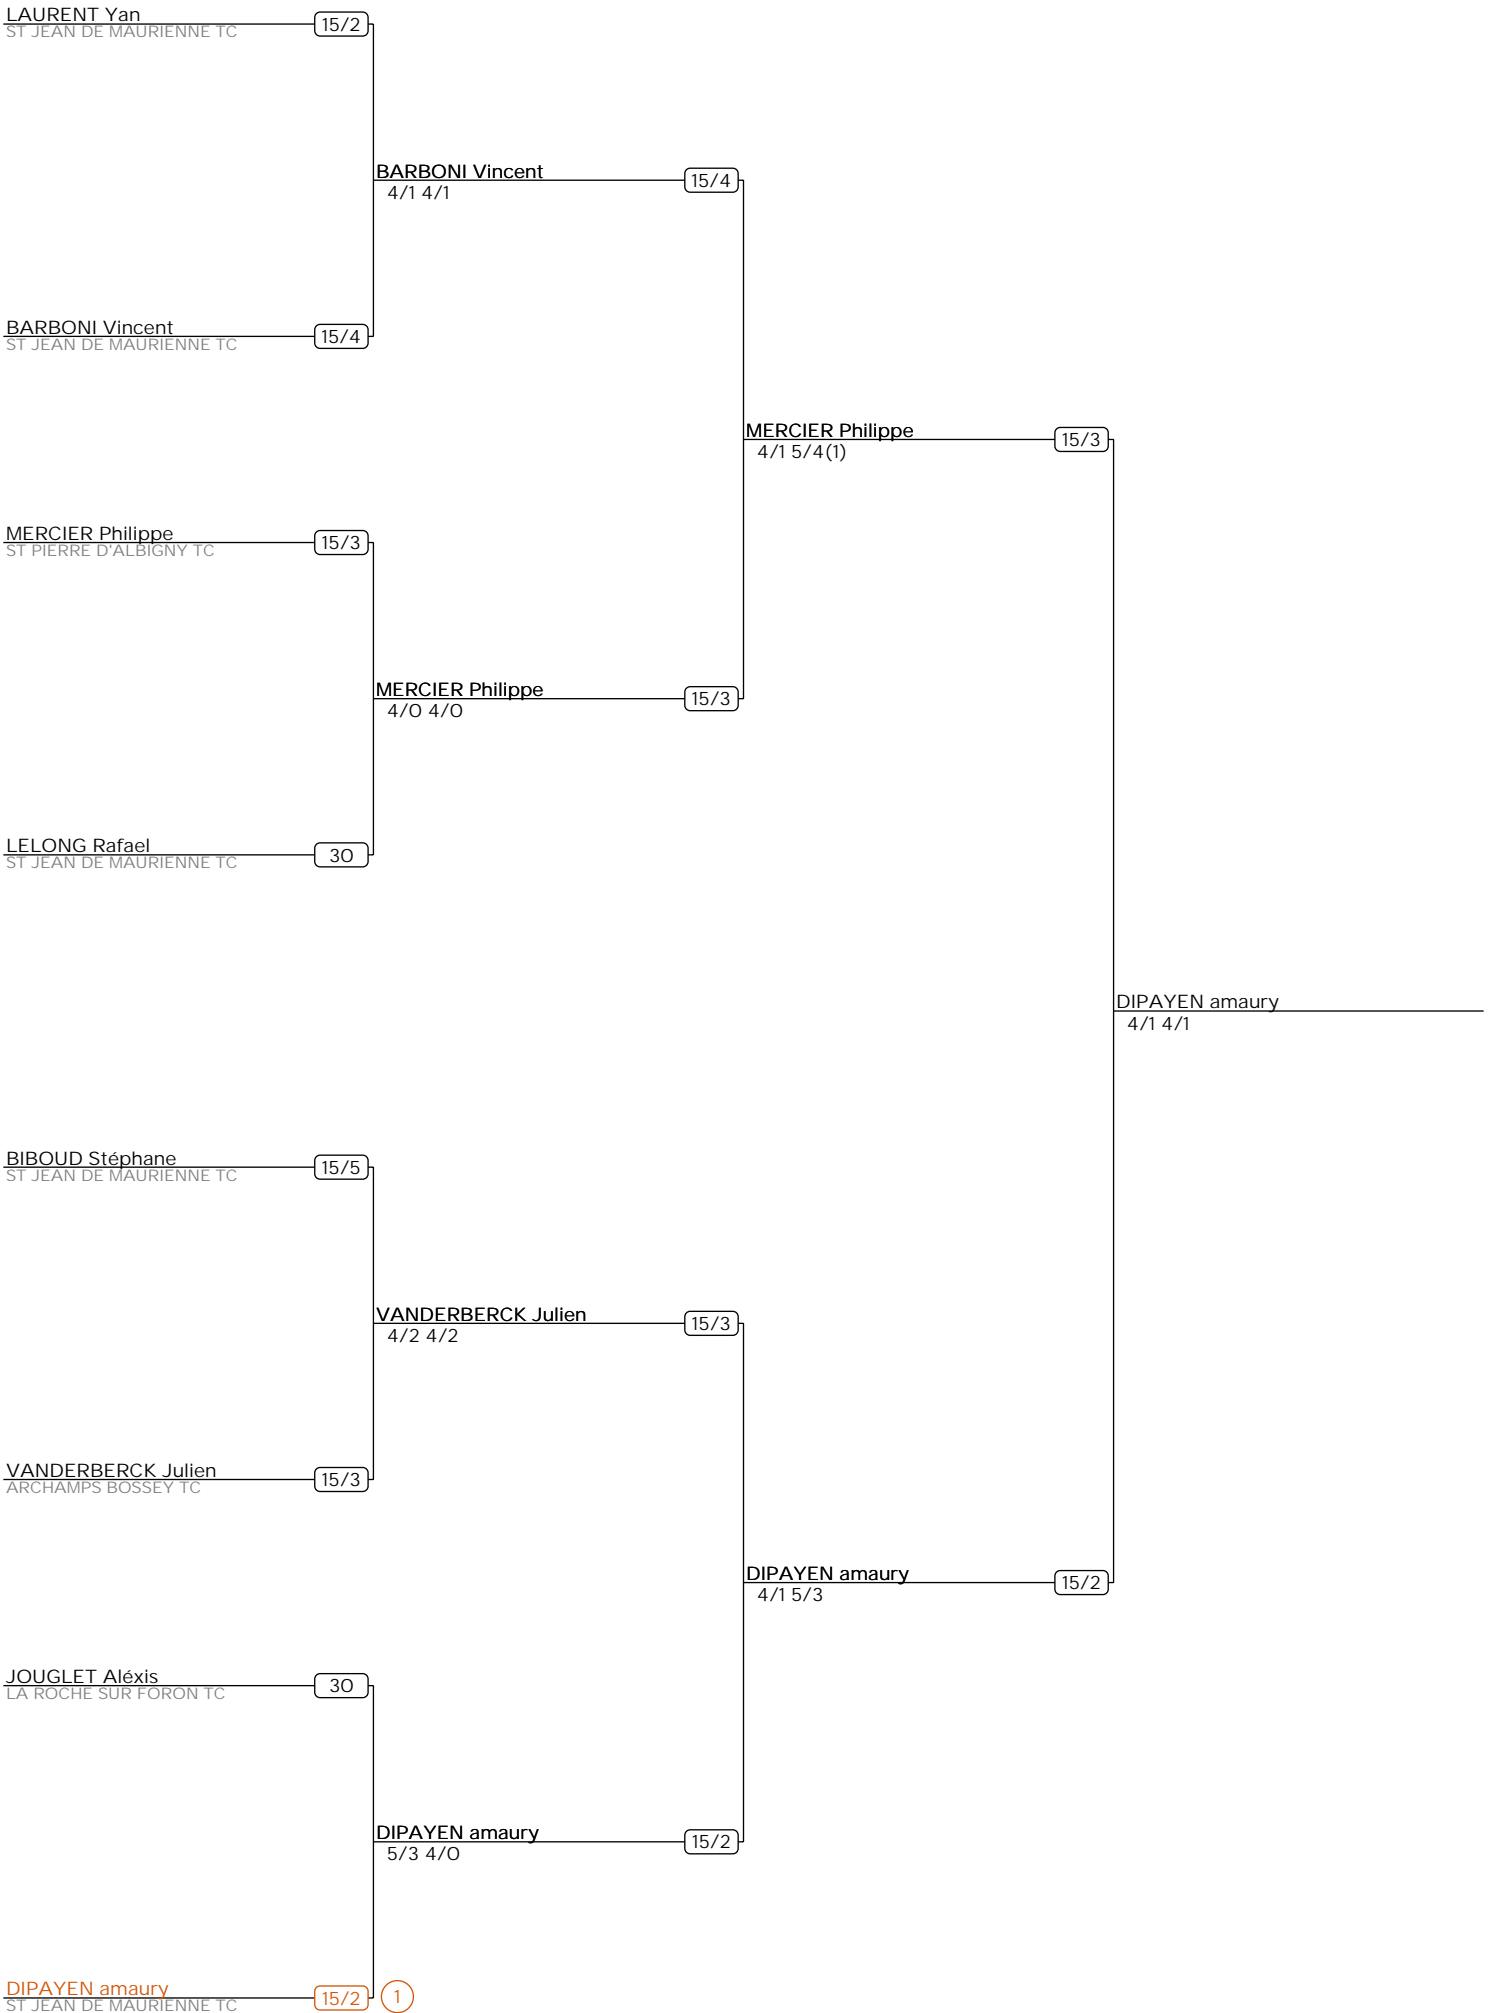 LAURENT Yan
ST JEAN DE MAURIENNE TC
15/2
BARBONI Vincent
4/1 4/1
15/4
BARBONI Vincent
ST JEAN DE MAURIENNE TC
15/4
MERCIER Philippe
4/1 5/4(1)
15/3
MERCIER Philippe
ST PIERRE D'ALBIGNY TC
15/3
MERCIER Philippe
4/0 4/0
15/3
LELONG Rafael
ST JEAN DE MAURIENNE TC
30
DIPAYEN amaury
4/1 4/1
BIBOUD Stéphane
ST JEAN DE MAURIENNE TC
15/5
VANDERBERCK Julien
4/2 4/2
15/3
VANDERBERCK Julien
ARCHAMPS BOSSEY TC
15/3
DIPAYEN amaury
4/1 5/3
15/2
JOUGLET Aléxis
LA ROCHE SUR FORON TC
30
DIPAYEN amaury
5/3 4/0
15/2
DIPAYEN amaury
ST JEAN DE MAURIENNE TC
15/2
1